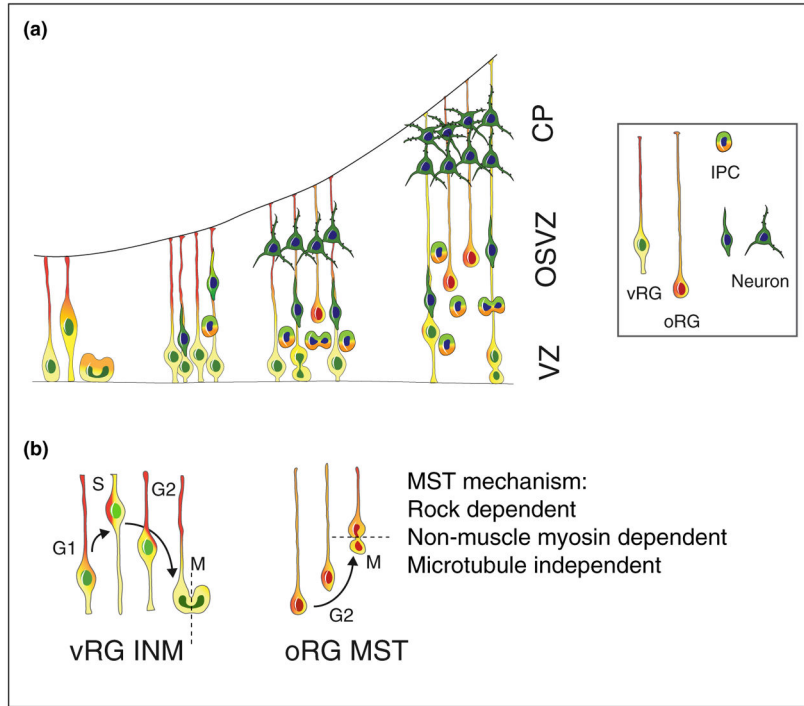 (a)
CP
OSVZ
VZ
IPC
vRG
oRG
Neuron
(b)
G1
S
G2
M
vRG INM
G2
M
oRG MST
MST mechanism:
Rock dependent
Non-muscle myosin dependent
Microtubule independent